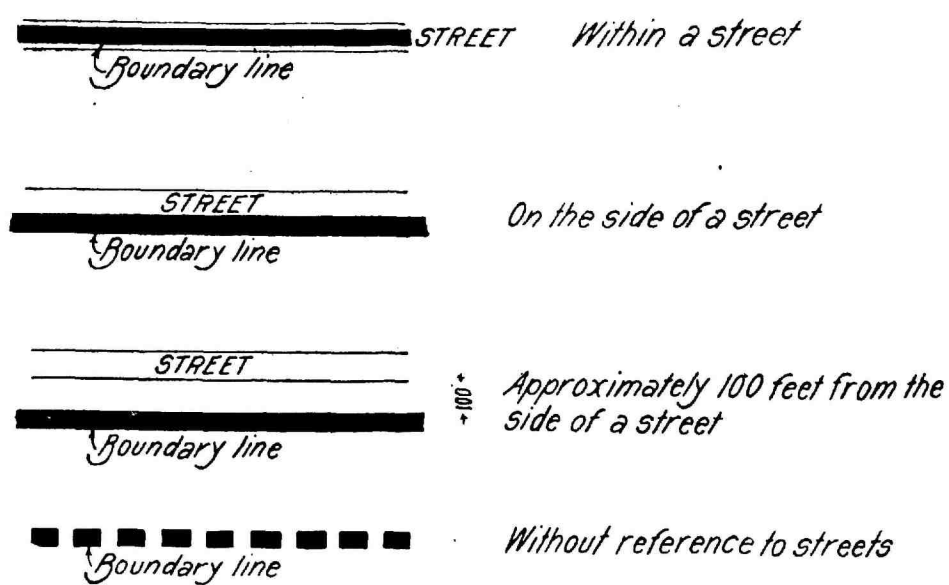 STREET Within a street
Boundary line
STREET
On the side of a street
Boundary line
STREET
100 Approximately 100 feet from the
side of a street
Boundary line
Without reference to streets
Boundary line